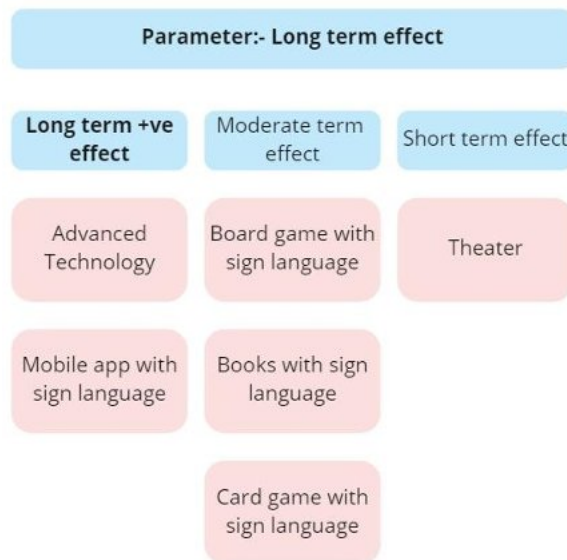 Parameter:- Long term effect
Long term +ve
effect
Moderate term
effect
Short term effect
Advanced
Technology
Board game with
sign language
Theater
Mobile app with
sign language
Books with sign
language
Card game with
sign language